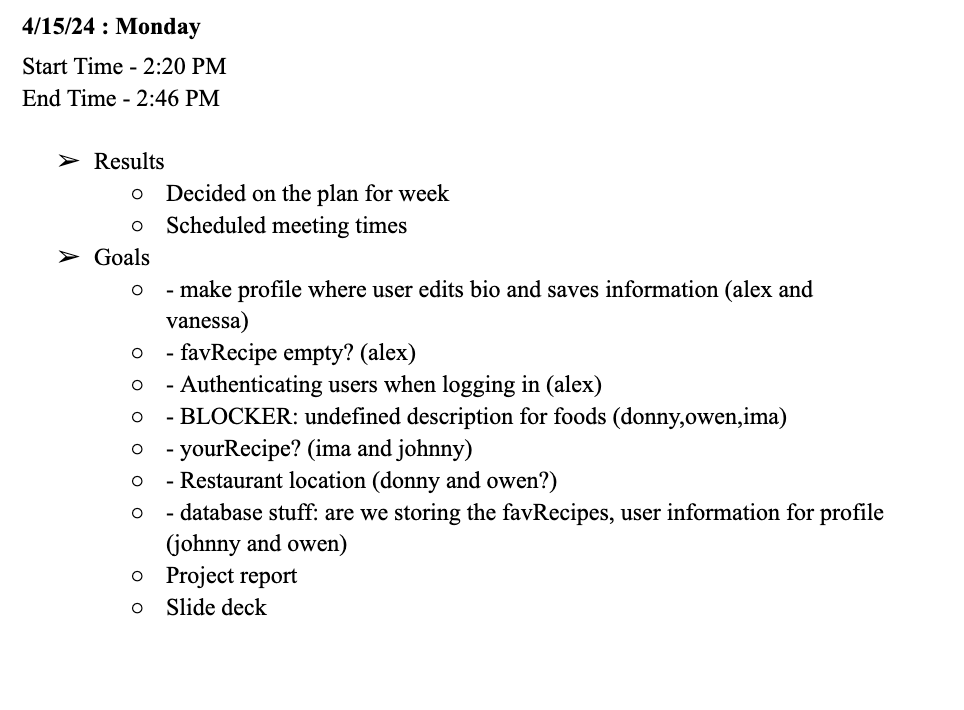 4/15/24 : Monday
Start Time - 2:20 PM
End Time - 2:46 PM
➢ Results
○ Decided on the plan for week
○ Scheduled meeting times
➢ Goals
○ - make profile where user edits bio and saves information (alex and
vanessa)
○ - favRecipe empty? (alex)
○ - Authenticating users when logging in (alex)
○ - BLOCKER: undefined description for foods (donny,owen,ima)
○ - yourRecipe? (ima and johnny)
○ - Restaurant location (donny and owen?)
○ - database stuff: are we storing the favRecipes, user information for profile
(johnny and owen)
○ Project report
○ Slide deck